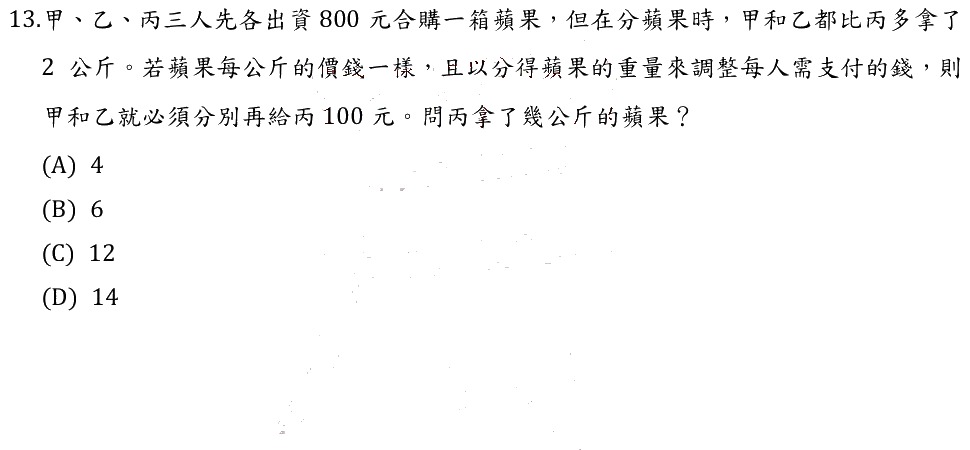 13.甲、乙、丙三人先各出資 800 元合購一箱蘋果，但在分蘋果時，甲和乙都比丙多拿了
2 公斤。若蘋果每公斤的價錢一樣，且以分得蘋果的重量來調整每人需支付的錢，則
甲和乙就必須分別再給丙 100 元。問丙拿了幾公斤的蘋果？
(A) 4
(B) 6
(C) 12
(D) 14